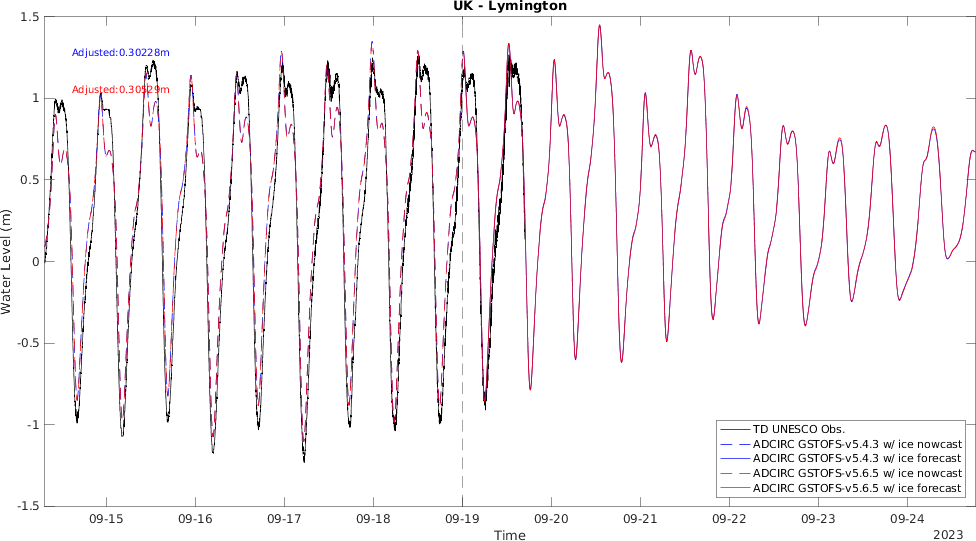 UK - Lymington
Adjusted:0.30228m
Adjusted:0.30529m
Water Level (m)
1.5
1
0.5
0
-0.5
-1
-1.5
TD UNESCO Obs.
ADCIRC GSTOFS-v5.4.3 w/ ice nowcast
ADCIRC GSTOFS-v5.4.3 w/ ice forecast
ADCIRC GSTOFS-v5.6.5 w/ ice nowcast
ADCIRC GSTOFS-v5.6.5 w/ ice forecast
09-15 09-16 09-17 09-18 09-19 09-20 09-21 09-22 09-23 09-24
Time
2023